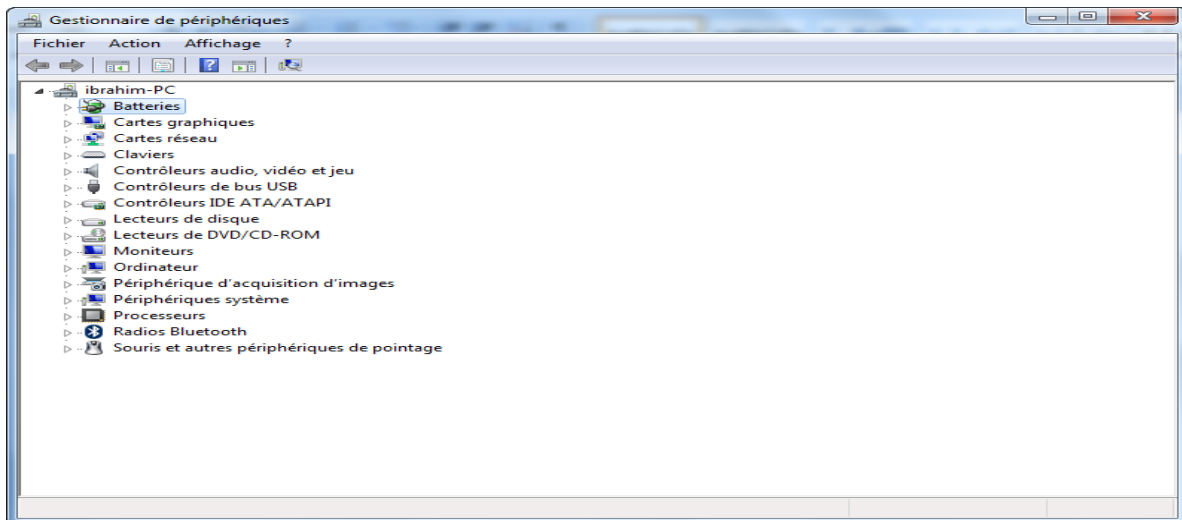 Gestionnaire de périphériques
Fichier Action Affichage ?
ibrahim-PC
Batteries
Cartes graphiques
Cartes réseau
Claviers
Contrôleurs audio, vidéo et jeu
Contrôleurs de bus USB
Contrôleurs IDE ATA/ATAPI
Lecteurs de disque
Lecteurs de DVD/CD-ROM
Moniteurs
Ordinateur
Périphérique d'acquisition d'images
Périphériques système
Processeurs
Radios Bluetooth
Souris et autres périphériques de pointage